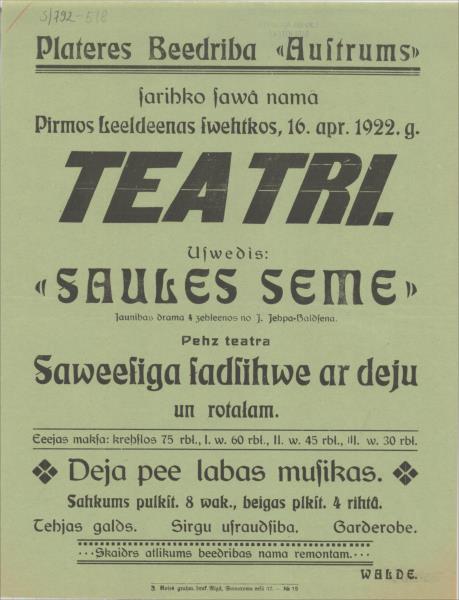 S/792-518
Plateres Beedriba «Auſtrums»
ſarihko ſawâ namâ
Pirmos Leeldeenas ſwehtkos, 16. apr. 1922. g.
TEATRI.
Uſwedis:
«SAULES SEME»
Jaunibas drama 4 zehleenos no J. Jehpa-Baldſena.
Pehz teatra
Saweeſiga ſadſihwe ar deju
un rotalam.
Eeejas makſa: krehſlos 75 rbl., I. w. 60 rbl., II. w. 45 rbl., III. w. 30 rbl.
Deja pee labas muſikas.
Sahkums pulkſt. 8 wak., beigas plkſt. 4 rihtâ.
Tehjas galds. Sirgu uſraudſiba. Garderobe.
Skaidrs atlikums beedribas nama remontam.
WALDE.